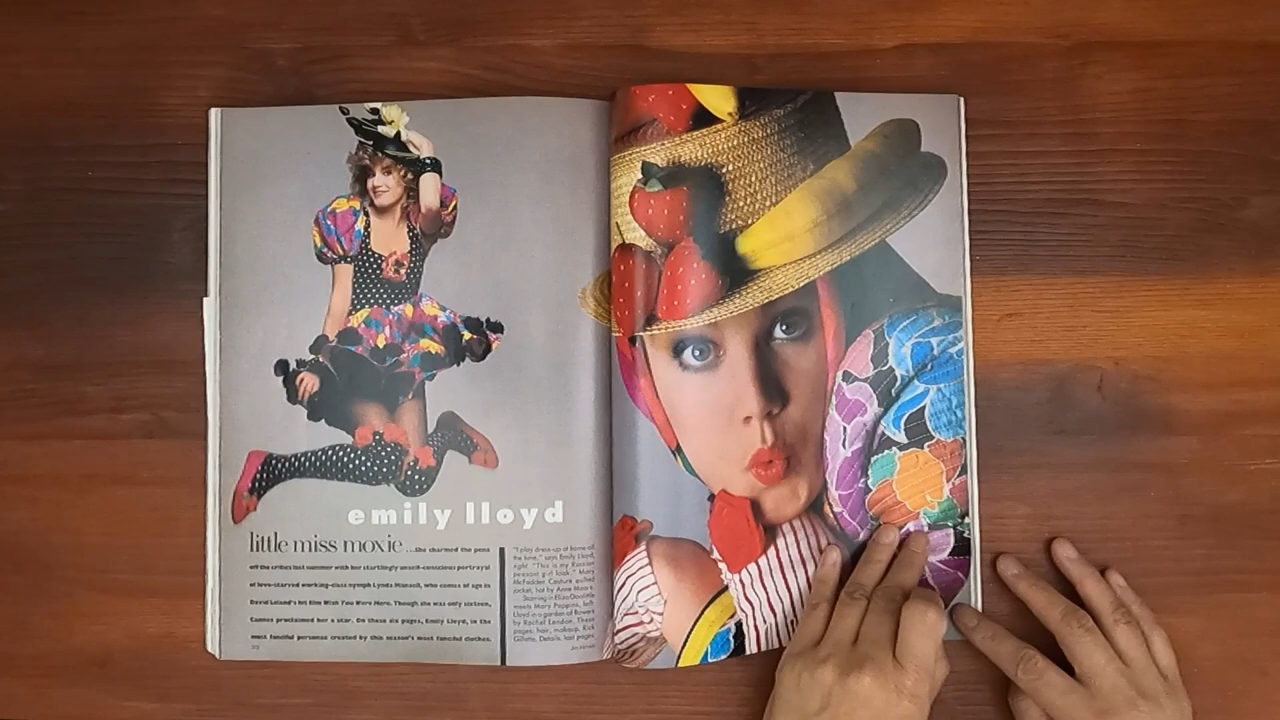 emily lloyd
little miss moxie ...She charmed the pens
off the critics last summer with her startlingly unself-conscious portrayal
of love-starved working-class nymph Lynda Mansell, who comes of age in
David Leland's hit film Wish You Were Here. Though she was only sixteen,
Cannes proclaimed her a star. On these six pages, Emily Lloyd, in the
most fanciful personas created by this season's most fanciful clothes.
"I play dress-up at home all
the time," says Emily Lloyd,
right. "This is my Russian
peasant girl look." Mary
McFadden Couture quilted
jacket; hat by Anne Moore.
Starring in Eliza Doolittle
meets Mary Poppins, left:
Lloyd in a garden of flowers
by Rachel London. These
pages: hair, makeup, Rick
Gillette. Details, last pages.